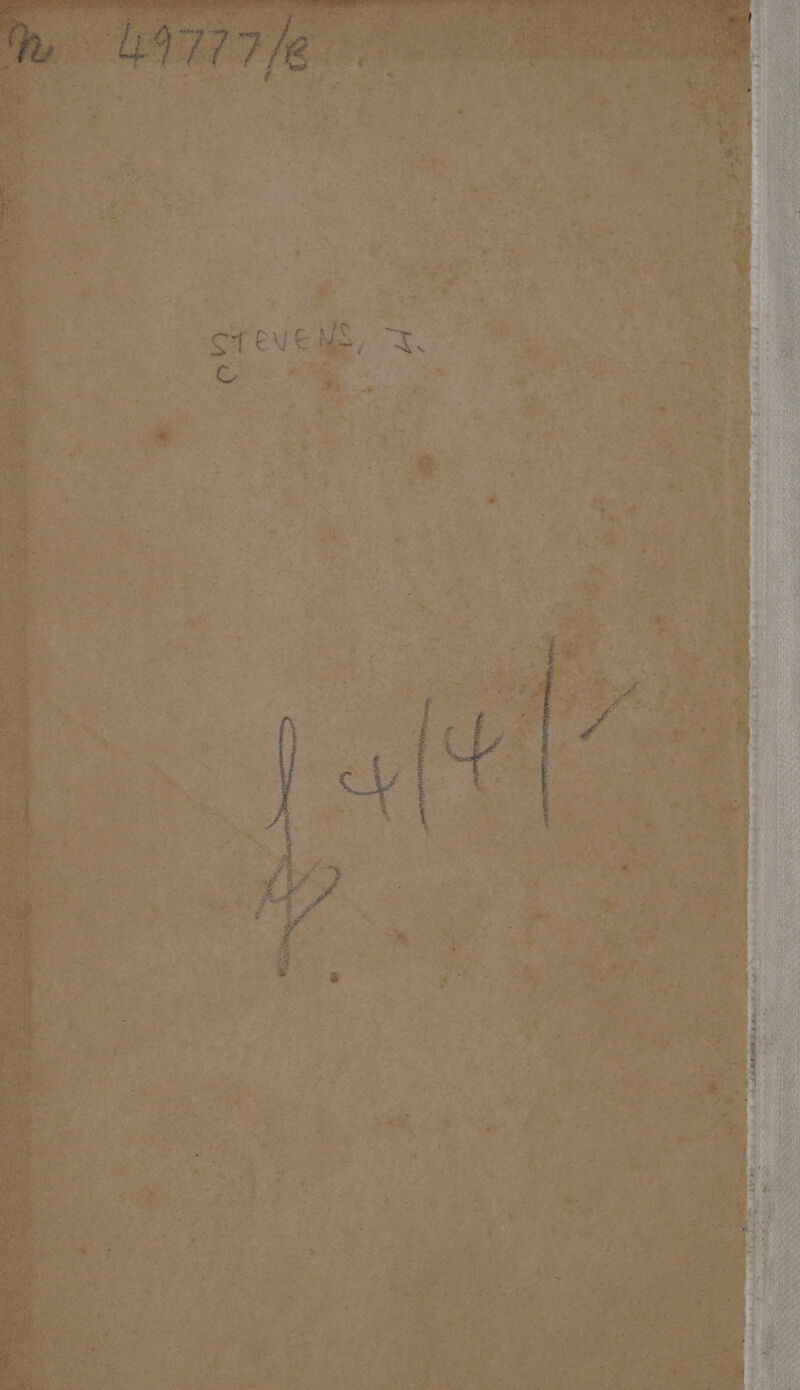 49777/B
STEVENS, J.
C
4/4/-